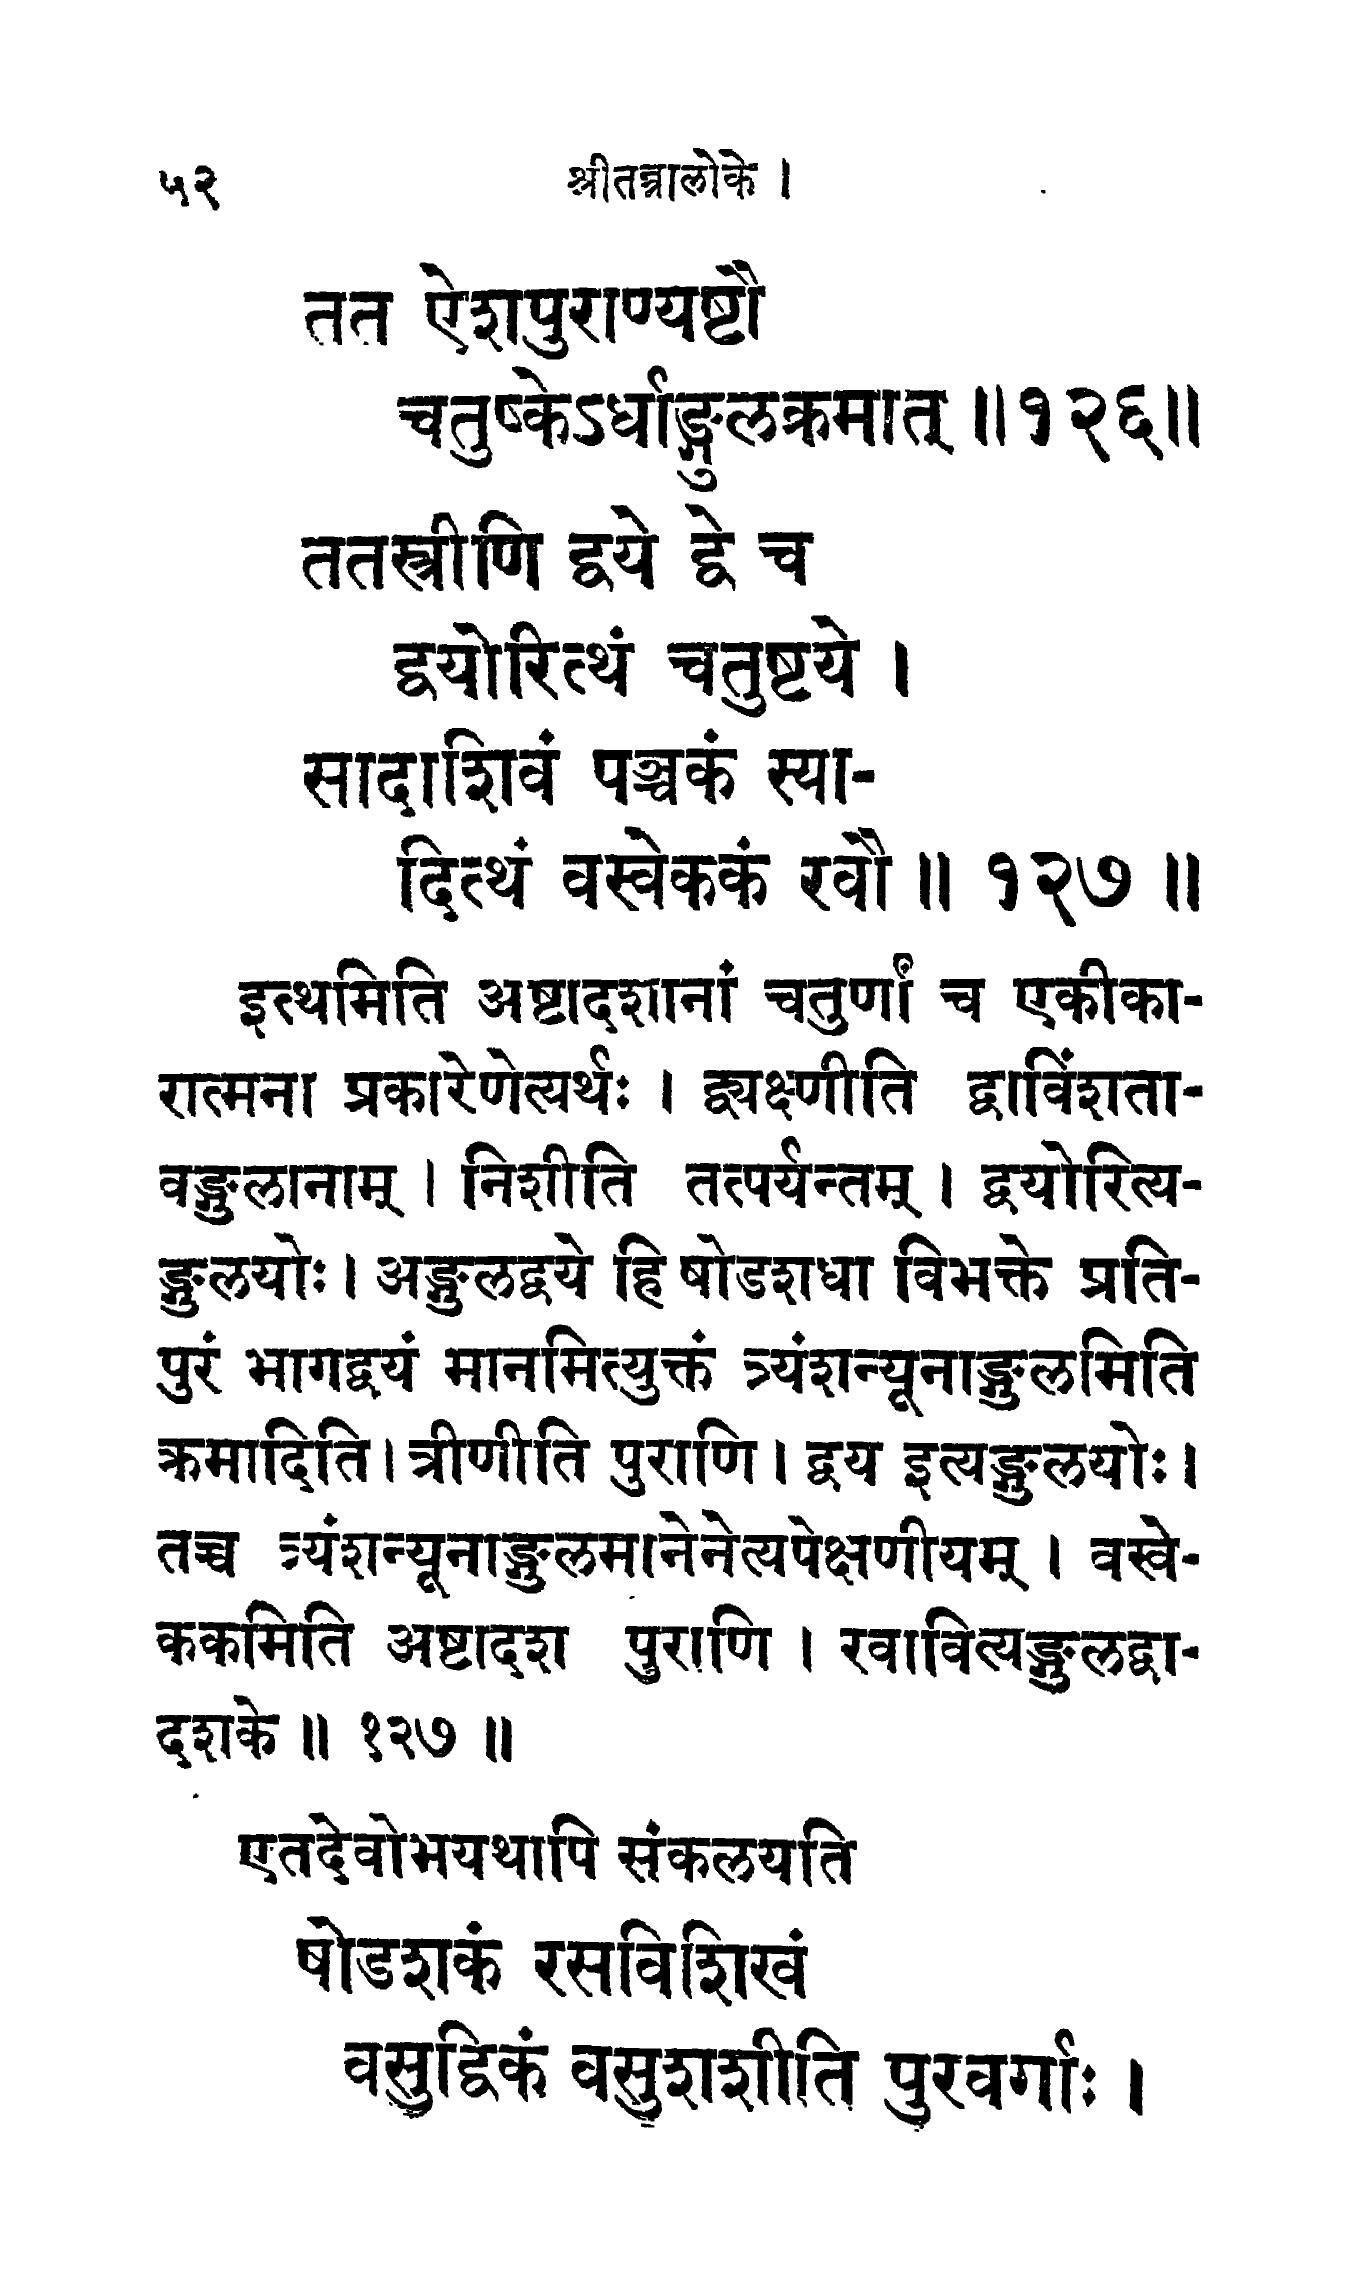 ५२ श्रीतन्त्रालोके ।
तत ऐशपुराण्यष्टौ
चतुष्केऽर्धाङ्गुलक्रमात् ॥१२६॥
ततस्त्रीणि द्वये द्वे च
द्वयोरित्थं चतुष्टये ।
सादाशिवं पञ्चकं स्या-
दित्थं वस्वेककं रवौ ॥ १२७ ॥
इत्थमिति अष्टादशानां चतुर्णां च एकीका-
रात्मना प्रकारेणेत्यर्थः । द्व्यक्ष्णीति द्वाविंशता-
वङ्गुलानाम् । निशीति तत्पर्यन्तम् । द्वयोरित्य-
ङ्गुलयोः । अङ्गुलद्वये हि षोडशधा विभक्ते प्रति-
पुरं भागद्वयं मानमित्युक्तं त्र्यंशन्यूनाङ्गुलमिति
क्रमादिति । त्रीणीति पुराणि । द्वय इत्यङ्गुलयोः ।
तच्च त्र्यंशन्यूनाङ्गुलमानेनेत्यपेक्षणीयम् । वस्वे-
ककमिति अष्टादश पुराणि । रवावित्यङ्गुलद्वा-
दशके ॥ १२७ ॥
एतदेवोभयथापि संकलयति
षोडशकं रसविशिखं
वसुद्विकं वसुशशीति पुरवर्गाः ।